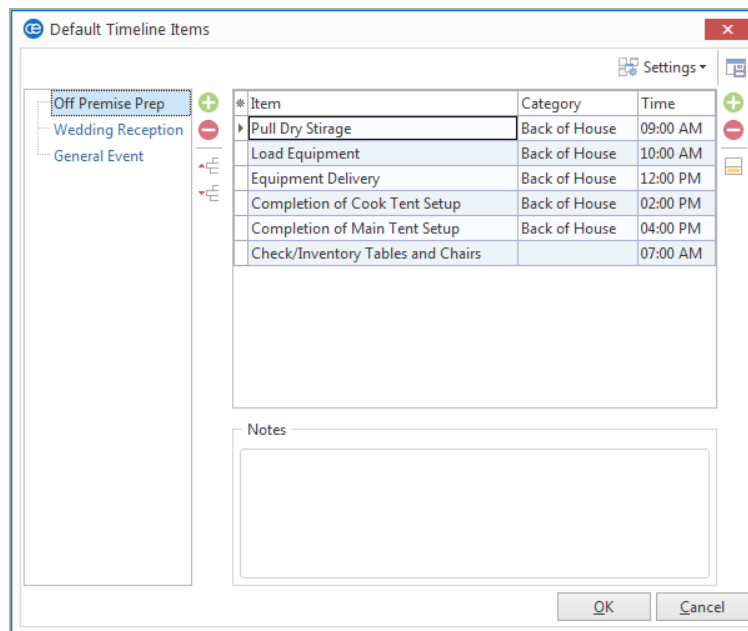 Default Timeline Items
Settings
Off Premise Prep
Wedding Reception
General Event
Item Category Time
Pull Dry Stirage Back of House 09:00 AM
Load Equipment Back of House 10:00 AM
Equipment Delivery Back of House 12:00 PM
Completion of Cook Tent Setup Back of House 02:00 PM
Completion of Main Tent Setup Back of House 04:00 PM
Check/Inventory Tables and Chairs 07:00 AM
Notes
OK Cancel